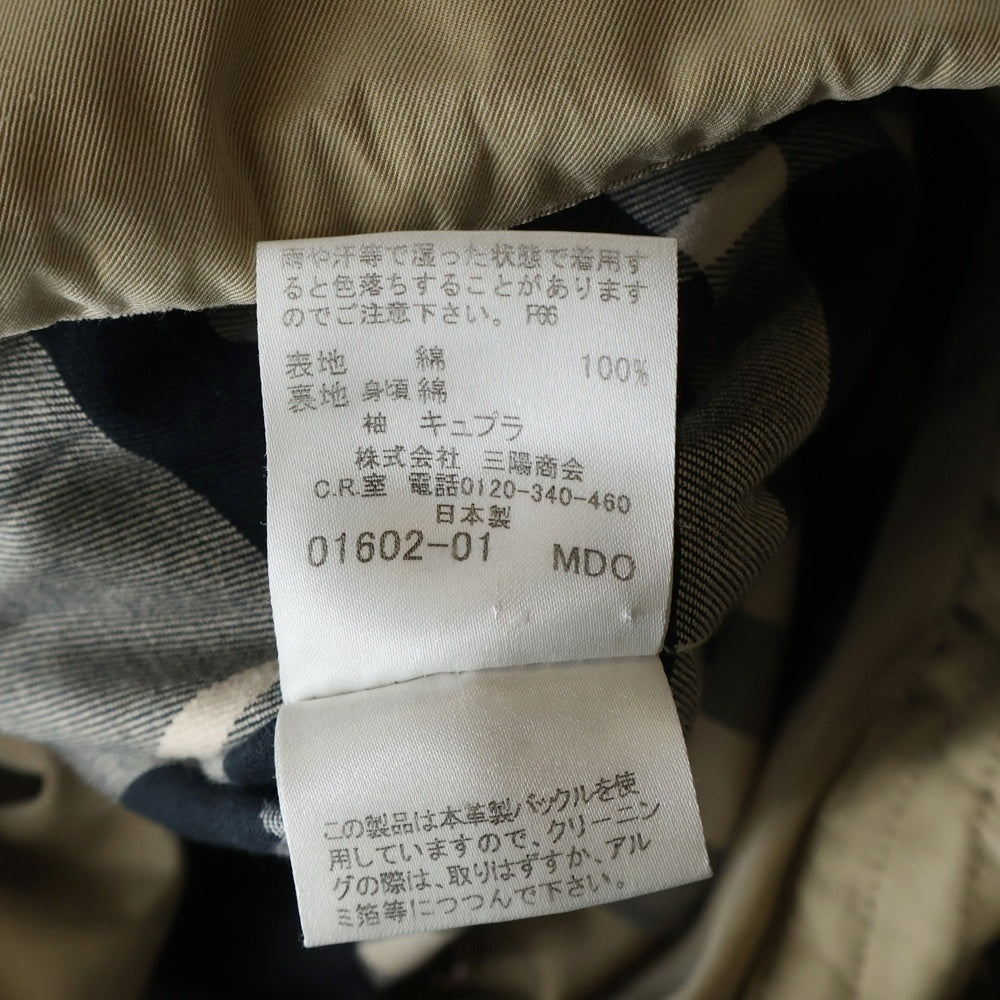 雨や汗等で湿った状態で着用す
ると色落ちすることがあります
のでご注意下さい。 F66
表地 綿 100%
裏地 身頃 綿
袖 キュプラ
株式会社 三陽商会
C.R.室 電話0120-340-460
日本製
01602-01 MDO
この製品は本革製バックルを使
用していますので、クリーニン
グの際は、取りはずすか、アル
ミ箔等につつんで下さい。